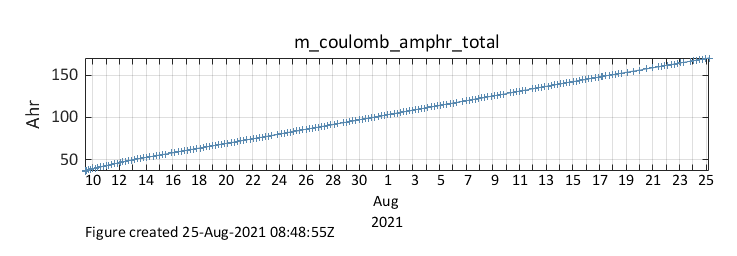 m_coulomb_amphr_total
Ahr
150
100
50
10 12 14 16 18 20 22 24 26 28 30 1 3 5 7 9 11 13 15 17 19 21 23 25
Aug
2021
Figure created 25-Aug-2021 08:48:55Z